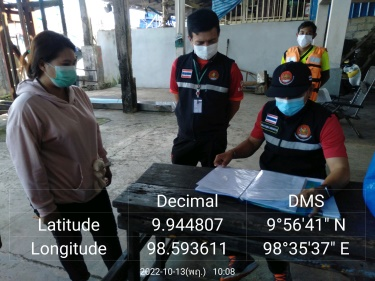 Decimal DMS
Latitude 9.944807 9°56'41" N
Longitude 98.593611 98°35'37" E
2022-10-13(พฤ.) 10:08